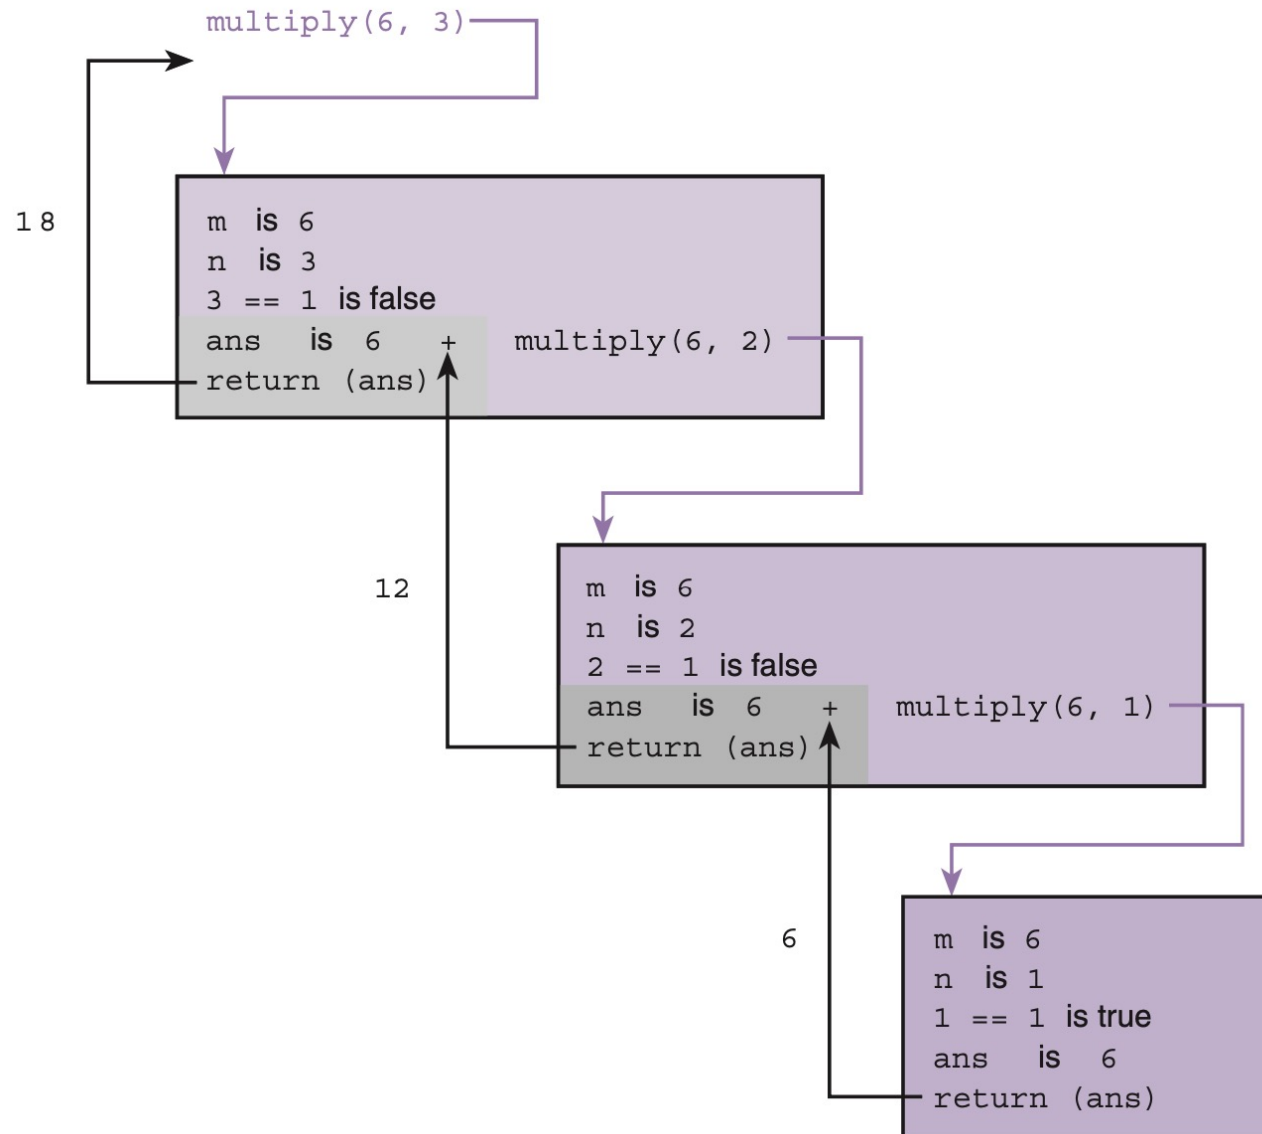 multiply(6, 3)
18
m is 6
n is 3
3 == 1 is false
ans is 6 + multiply(6, 2)
return (ans)
12
m is 6
n is 2
2 == 1 is false
ans is 6 + multiply(6, 1)
return (ans)
6
m is 6
n is 1
1 == 1 is true
ans is 6
return (ans)